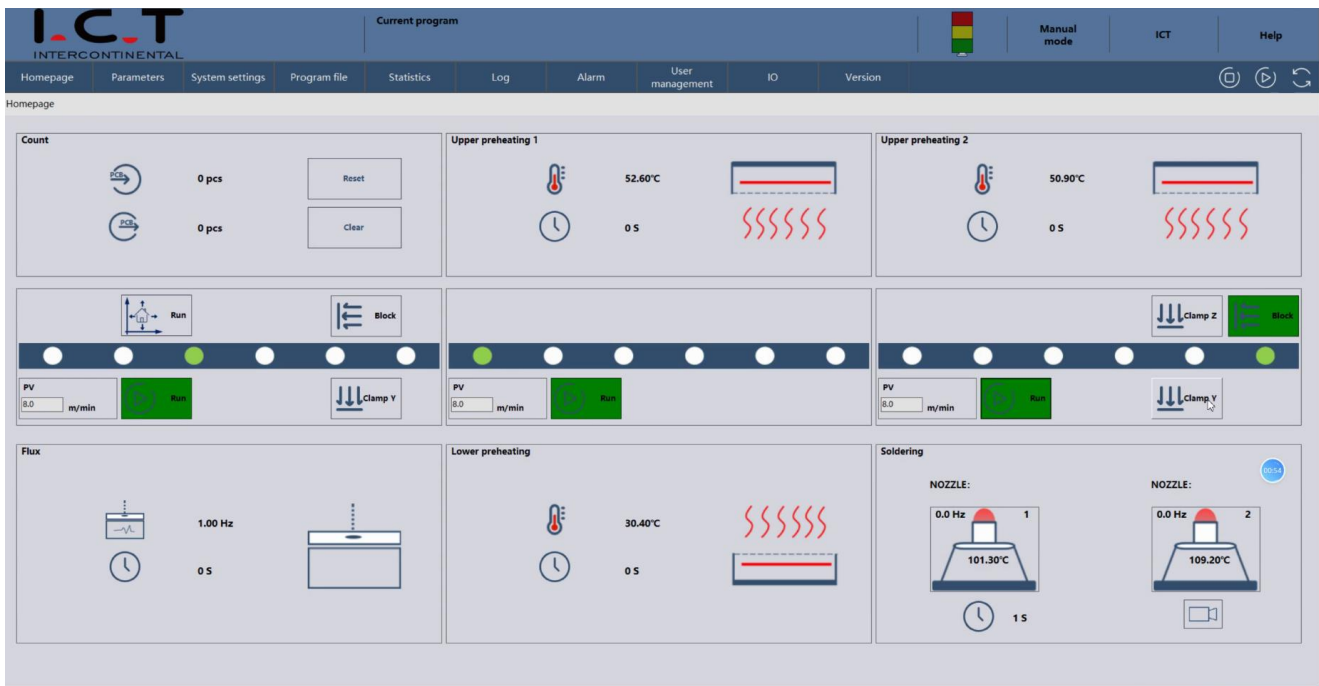 I.C.T
INTERCONTINENTAL
Current program
Manual
mode
ICT
Help
Homepage
Parameters
System settings
Program file
Statistics
Log
Alarm
User
management
IO
Version
Homepage
Count
PCB
0 pcs
Reset
PCB
0 pcs
Clear
Upper preheating 1
52.60℃
0 S
Upper preheating 2
50.90℃
0 S
Run
Block
PV
8.0
m/min
Run
Clamp Y
PV
8.0
m/min
Run
Clamp Z
Block
PV
8.0
m/min
Run
Clamp Y
Flux
1.00 Hz
0 S
Lower preheating
30.40℃
0 S
Soldering
00:54
NOZZLE:
NOZZLE:
0.0 Hz
1
101.30℃
0.0 Hz
2
109.20℃
1 S